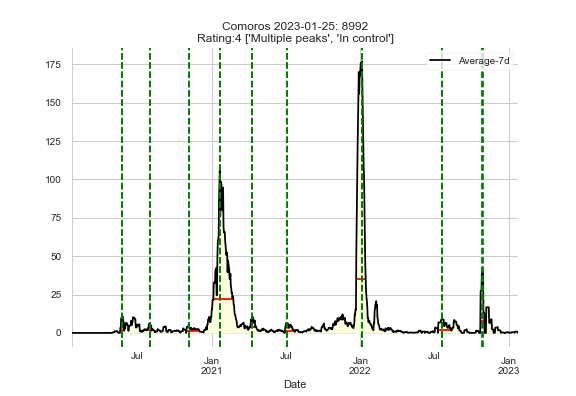 Comoros 2023-01-25: 8992
Rating:4 ['Multiple peaks', 'In control']
Average-7d
175
150
125
100
75
50
25
0
Jul
Jan
2021
Jul
Jan
2022
Jul
Jan
2023
Date